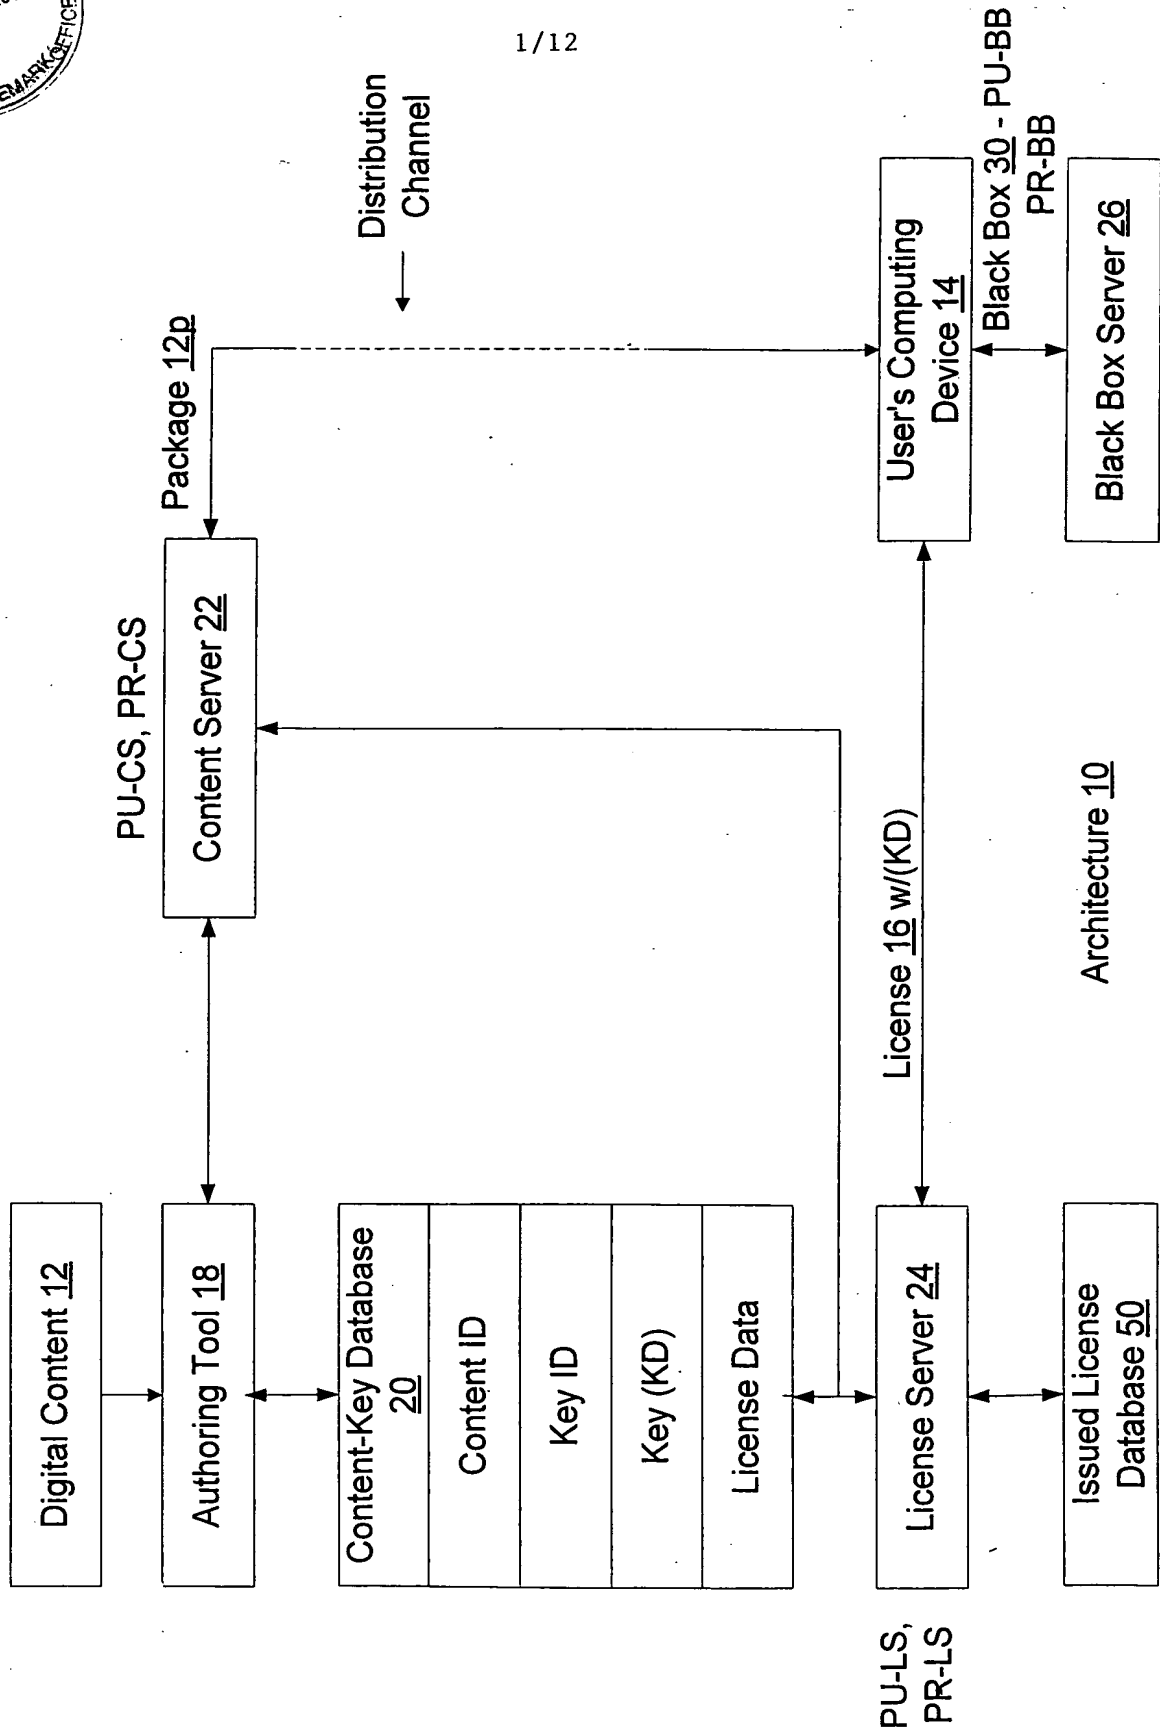 EMARK OFFICE
1/12
Digital Content 12
Authoring Tool 18
Content-Key Database
20
Content ID
Key ID
Key (KD)
License Data
PU-LS,
PR-LS
License Server 24
Issued License
Database 50
PU-CS, PR-CS
Content Server 22
Package 12p
Distribution
Channel
License 16 w/(KD)
User's Computing
Device 14
Black Box 30 - PU-BB
PR-BB
Black Box Server 26
Architecture 10